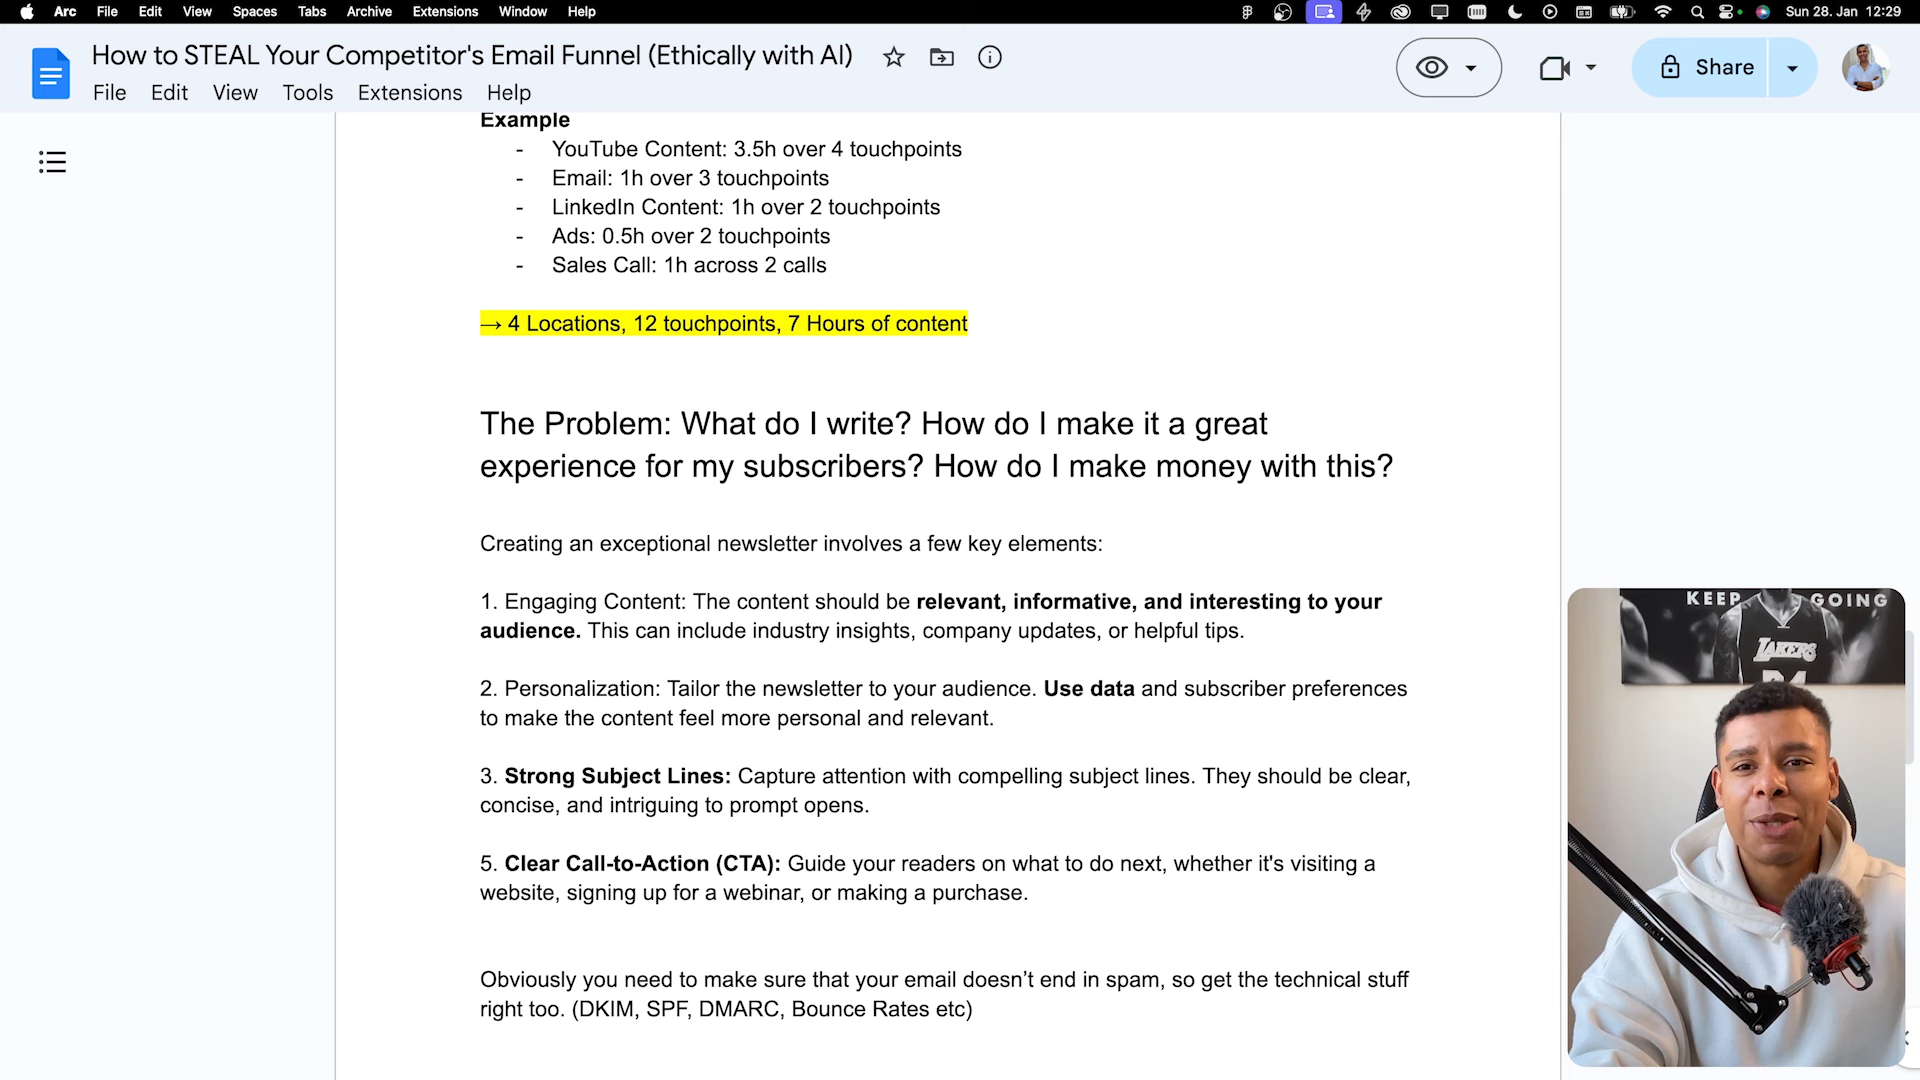 Arc File Edit View Spaces Tabs Archive Extensions Window Help Sun 28. Jan 12:29
How to STEAL Your Competitor's Email Funnel (Ethically with AI)
Share
File Edit View Tools Extensions Help
Example
- YouTube Content: 3.5h over 4 touchpoints
- Email: 1h over 3 touchpoints
- LinkedIn Content: 1h over 2 touchpoints
- Ads: 0.5h over 2 touchpoints
- Sales Call: 1h across 2 calls
→ 4 Locations, 12 touchpoints, 7 Hours of content
The Problem: What do I write? How do I make it a great
experience for my subscribers? How do I make money with this?
Creating an exceptional newsletter involves a few key elements:
1. Engaging Content: The content should be relevant, informative, and interesting to your
audience. This can include industry insights, company updates, or helpful tips.
2. Personalization: Tailor the newsletter to your audience. Use data and subscriber preferences
to make the content feel more personal and relevant.
3. Strong Subject Lines: Capture attention with compelling subject lines. They should be clear,
concise, and intriguing to prompt opens.
5. Clear Call-to-Action (CTA): Guide your readers on what to do next, whether it's visiting a
website, signing up for a webinar, or making a purchase.
Obviously you need to make sure that your email doesn’t end in spam, so get the technical stuff
right too. (DKIM, SPF, DMARC, Bounce Rates etc)
KEEP GOING
LAKERS